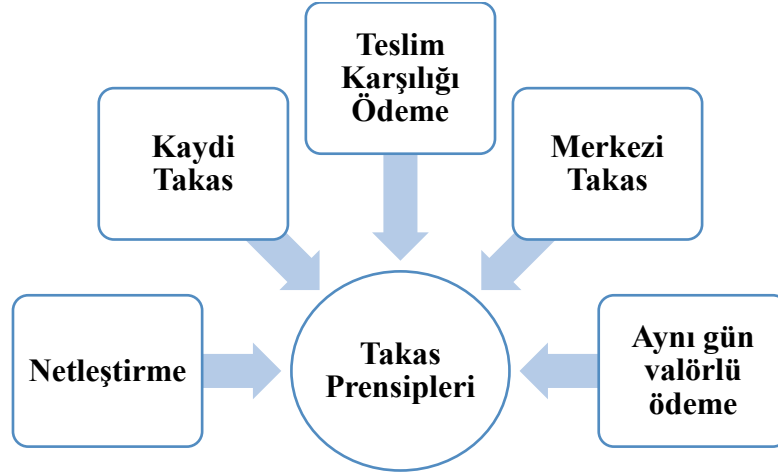 Teslim
Karşılığı
Ödeme
Kaydi
Takas
Merkezi
Takas
Netleştirme
Takas
Prensipleri
Aynı gün
valörlü
ödeme